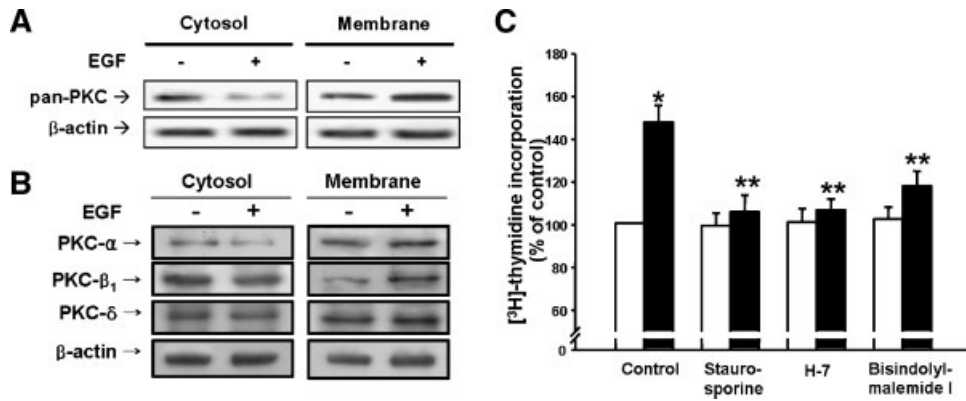 A
Cytosol Membrane
EGF - + - +
pan-PKC →
β-actin →
B
Cytosol Membrane
EGF - + - +
PKC-α →
PKC-β1 →
PKC-δ →
β-actin →
C
[³H]-thymidine incorporation
(% of control)
180
160
140
120
100
80
60
0
*
**
**
**
Control
Stauro-
sporine
H-7
Bisindolyl-
malemide I